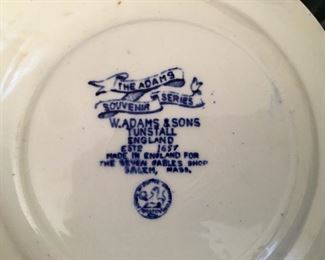 THE ADAMS
SOUVENIR SERIES
W. ADAMS & SONS
TUNSTALL
ENGLAND
ESTD 1657
MADE IN ENGLAND FOR
THE SEVEN GABLES SHOP
SALEM, MASS.